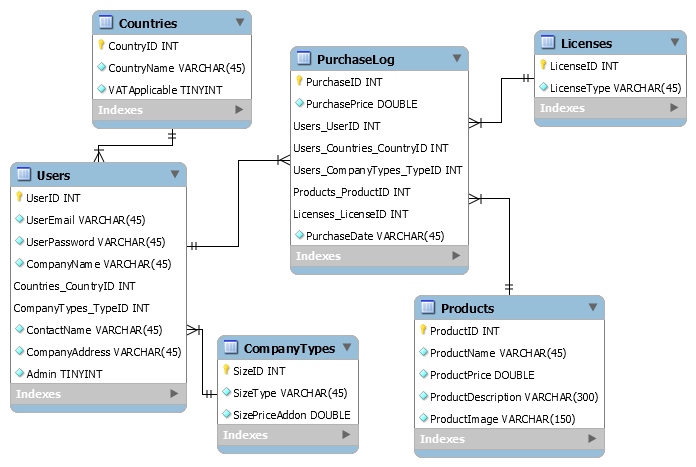 Countries
CountryID INT
CountryName VARCHAR(45)
VATApplicable TINYINT
Indexes
Users
UserID INT
UserEmail VARCHAR(45)
UserPassword VARCHAR(45)
CompanyName VARCHAR(45)
Countries_CountryID INT
CompanyTypes_TypeID INT
ContactName VARCHAR(45)
CompanyAddress VARCHAR(45)
Admin TINYINT
Indexes
PurchaseLog
PurchaseID INT
PurchasePrice DOUBLE
Users_UserID INT
Users_Countries_CountryID INT
Users_CompanyTypes_TypeID INT
Products_ProductID INT
Licenses_LicenseID INT
PurchaseDate VARCHAR(45)
Indexes
CompanyTypes
SizeID INT
SizeType VARCHAR(45)
SizePriceAddon DOUBLE
Indexes
Licenses
LicenseID INT
LicenseType VARCHAR(45)
Indexes
Products
ProductID INT
ProductName VARCHAR(45)
ProductPrice DOUBLE
ProductDescription VARCHAR(300)
ProductImage VARCHAR(150)
Indexes